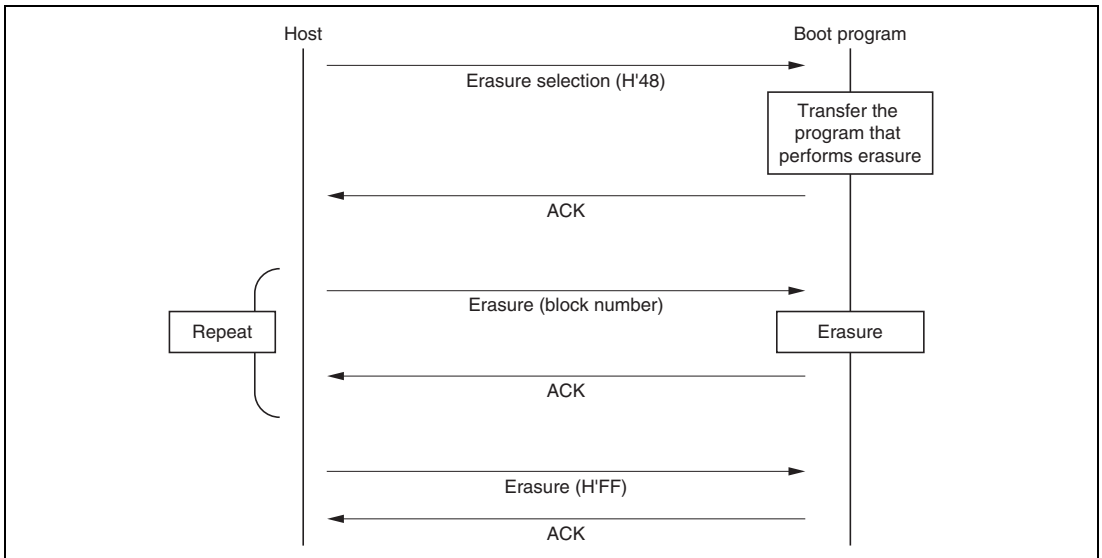 Host
Boot program
Erasure selection (H'48)
Transfer the
program that
performs erasure
ACK
Erasure (block number)
Repeat
Erasure
ACK
Erasure (H'FF)
ACK